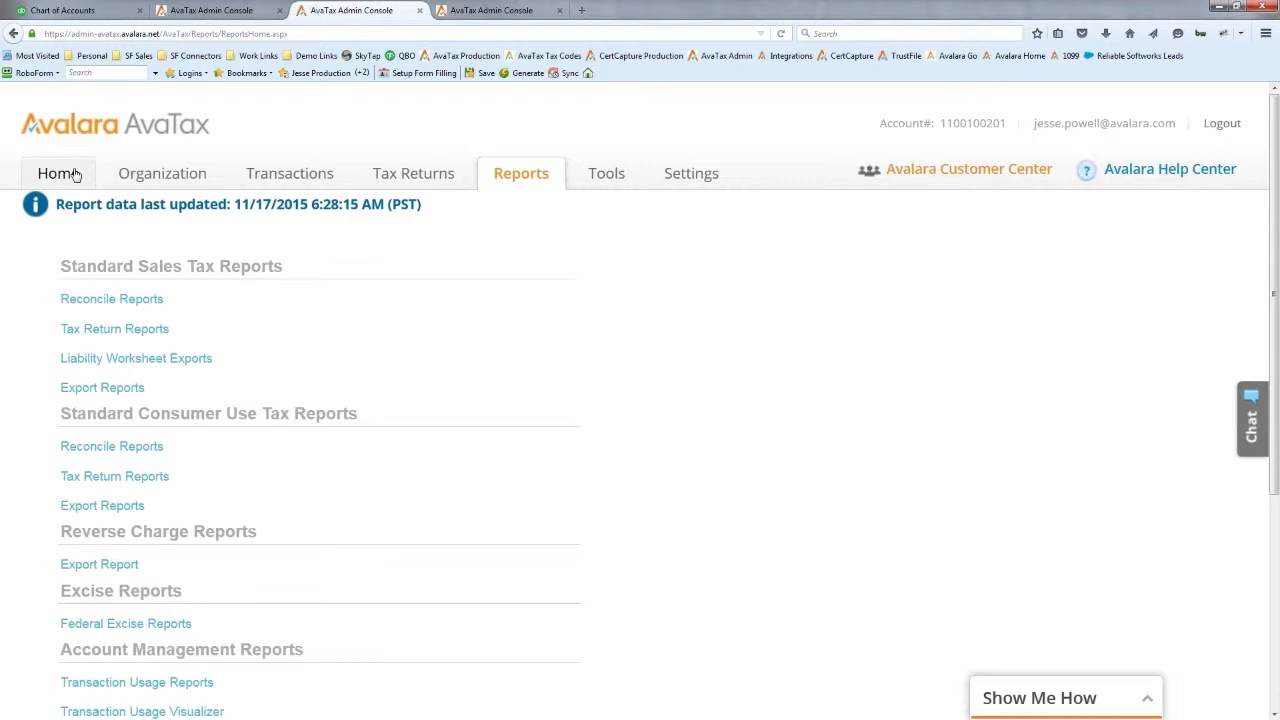 Chart of Accounts × AvaTax Admin Console × AvaTax Admin Console × AvaTax Admin Console × +
https://admin-avatax.avalara.net/AvaTax/Reports/ReportsHome.aspx Search
Most Visited Personal SF Sales SF Connectors Work Links Demo Links SkyTap QBO AvaTax Production AvaTax Tax Codes CertCapture Production AvaTax Admin Integrations CertCapture TrustFile Avalara Go Avalara Home 1099 Reliable Softworks Leads
RoboForm Search Logins Bookmarks Jesse Production (+2) Setup Form Filling Save Generate Sync
Avalara AvaTax
Account#: 1100100201 jesse.powell@avalara.com Logout
Home Organization Transactions Tax Returns Reports Tools Settings Avalara Customer Center ? Avalara Help Center
i Report data last updated: 11/17/2015 6:28:15 AM (PST)
Standard Sales Tax Reports
Reconcile Reports
Tax Return Reports
Liability Worksheet Exports
Export Reports
Standard Consumer Use Tax Reports
Reconcile Reports
Tax Return Reports
Export Reports
Reverse Charge Reports
Export Report
Excise Reports
Federal Excise Reports
Account Management Reports
Transaction Usage Reports
Transaction Usage Visualizer
Chat
Show Me How